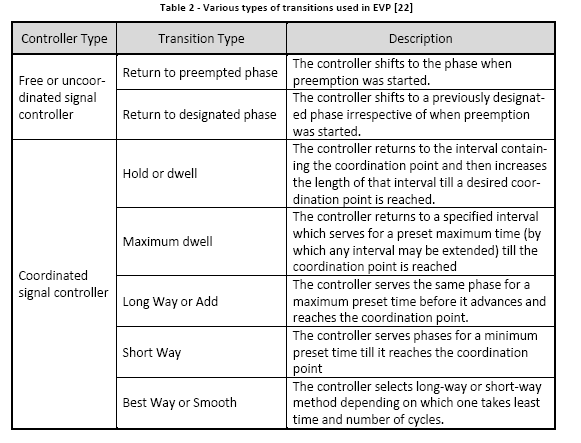 Table 2 - Various types of transitions used in EVP [22]
Controller Type
Transition Type
Description
Free or uncoor-
dinated signal
controller
Return to preempted phase
The controller shifts to the phase when
preemption was started.
Return to designated phase
The controller shifts to a previously designat-
ed phase irrespective of when preemption
was started.
Coordinated
signal controller
Hold or dwell
The controller returns to the interval contain-
ing the coordination point and then increases
the length of that interval till a desired coor-
dination point is reached.
Maximum dwell
The controller returns to a specified interval
which serves for a preset maximum time (by
which any interval may be extended) till the
coordination point is reached
Long Way or Add
The controller serves the same phase for a
maximum preset time before it advances and
reaches the coordination point.
Short Way
The controller serves phases for a minimum
preset time till it reaches the coordination
point
Best Way or Smooth
The controller selects long-way or short-way
method depending on which one takes least
time and number of cycles.